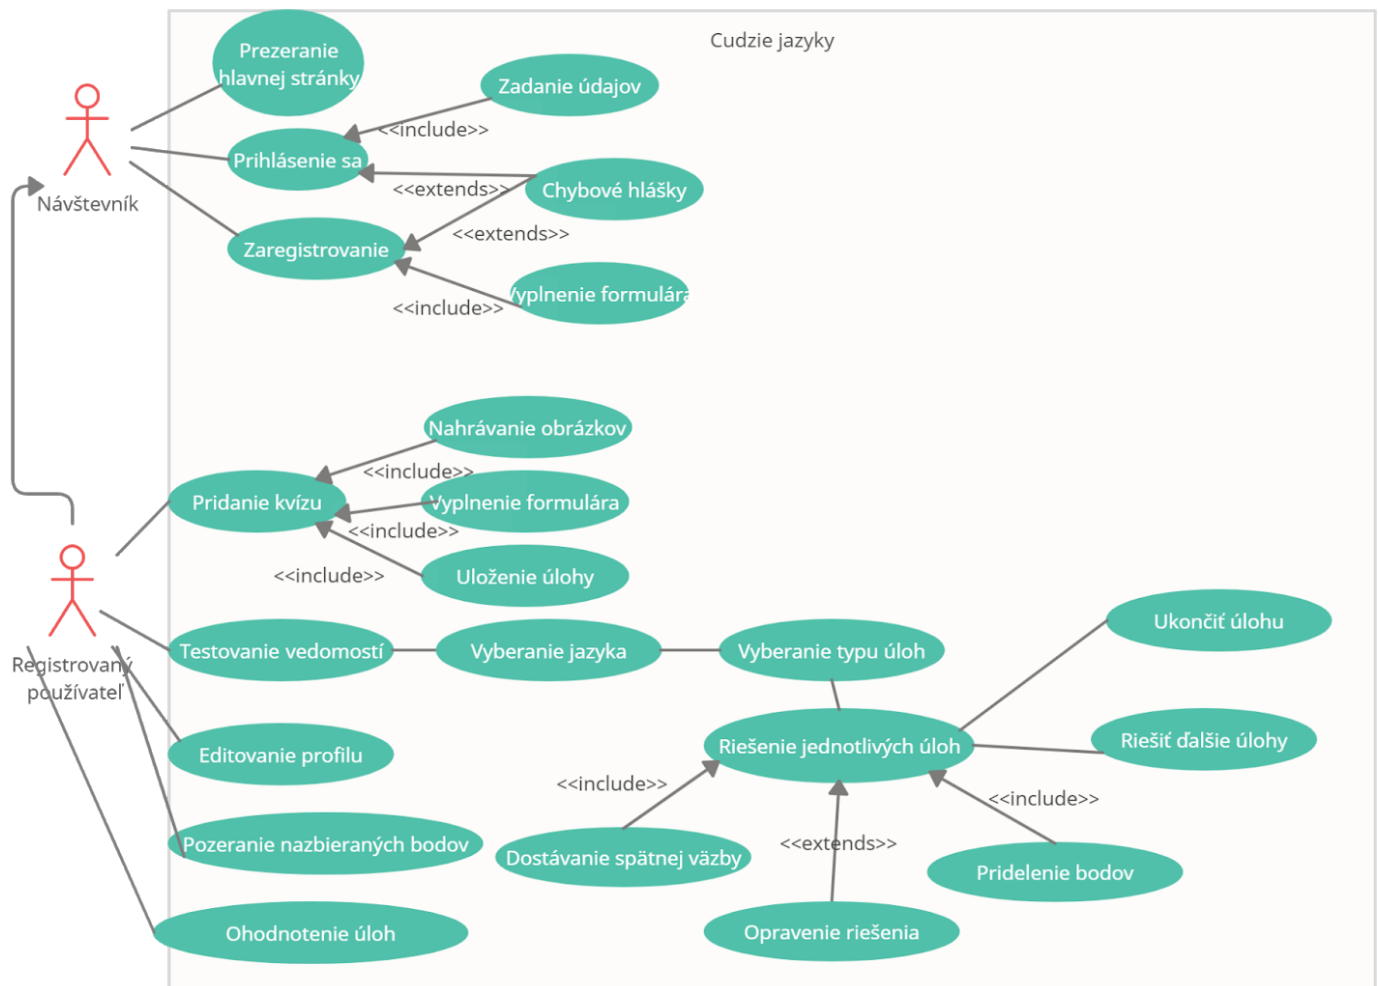 Cudzie jazyky
Prezeranie
hlavnej stránky
Zadanie údajov
<<include>>
Prihlásenie sa
<<extends>>
Chybové hlášky
Návštevník
<<extends>>
Zaregistrovanie
Vyplnenie formulára
<<include>>
Nahrávanie obrázkov
<<include>>
Pridanie kvízu
Vyplnenie formulára
<<include>>
<<include>>
Uloženie úlohy
Ukončiť úlohu
Testovanie vedomostí
Vyberanie jazyka
Vyberanie typu úloh
Registrovaný
používateľ
Riešenie jednotlivých úloh
Riešiť ďalšie úlohy
Editovanie profilu
<<include>>
<<include>>
Pozeranie nazbieraných bodov
<<extends>>
Dostávanie spätnej väzby
Pridelenie bodov
Ohodnotenie úloh
Opravenie riešenia